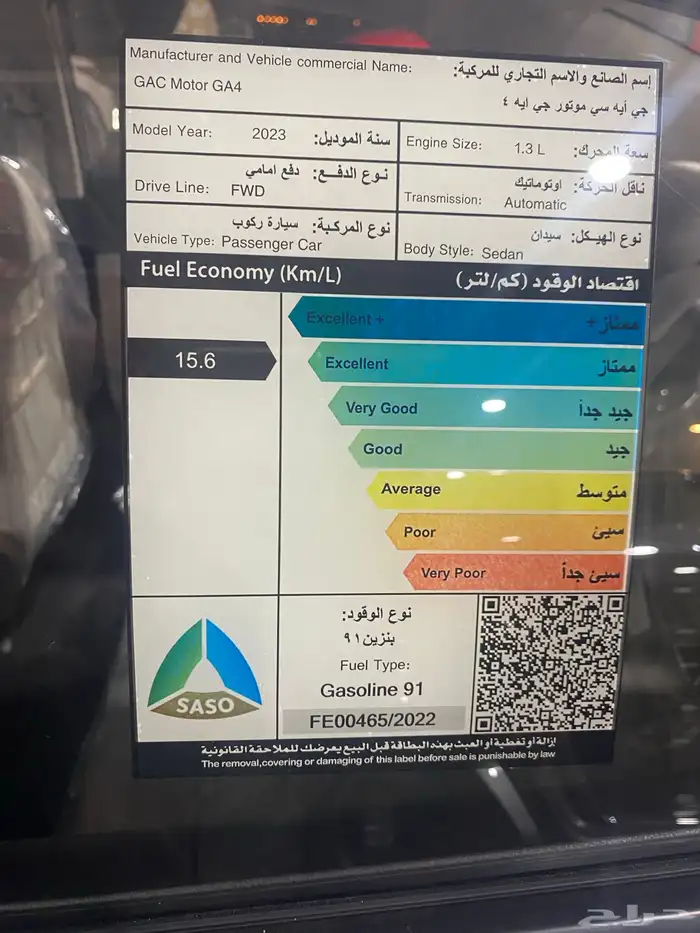 Manufacturer and Vehicle commercial Name:
إسم الصانع والاسم التجاري للمركبة:
GAC Motor GA4
جي أيه سي موتور جي ايه ٤
Model Year: 2023 سنة الموديل:
Engine Size: 1.3 L سعة المحرك:
نوع الدفع: دفع امامي
Drive Line: FWD
ناقل الحركة: اوتوماتيك
Transmission: Automatic
نوع المركبة: سيارة ركوب
Vehicle Type: Passenger Car
نوع الهيكل: سيدان
Body Style: Sedan
Fuel Economy (Km/L) اقتصاد الوقود (كم/لتر)
Excellent + ممتاز+
15.6
Excellent ممتاز
Very Good جيد جداً
Good جيد
Average متوسط
Poor سيئ
Very Poor سيئ جداً
SASO
نوع الوقود:
بنزين٩١
Fuel Type:
Gasoline 91
FE00465/2022
إزالة أو تغطية أو العبث بهذه البطاقة قبل البيع يعرضك للملاحقة القانونية
The removal,covering or damaging of this label before sale is punishable by law
حراج